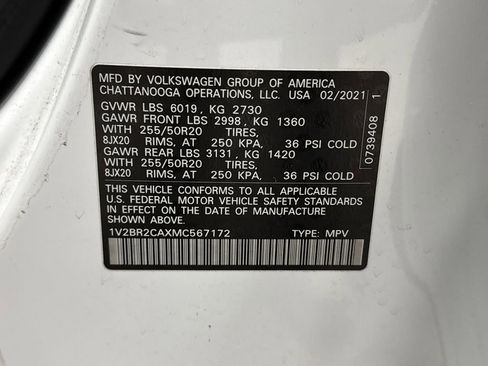 MFD BY VOLKSWAGEN GROUP OF AMERICA
CHATTANOOGA OPERATIONS, LLC. USA 02/2021
GVWR LBS 6019, KG 2730
GAWR FRONT LBS 2998, KG 1360
WITH 255/50R20 TIRES,
8JX20 RIMS, AT 250 KPA, 36 PSI COLD
GAWR REAR LBS 3131, KG 1420
WITH 255/50R20 TIRES,
8JX20 RIMS, AT 250 KPA, 36 PSI COLD
THIS VEHICLE CONFORMS TO ALL APPLICABLE
U.S. FEDERAL MOTOR VEHICLE SAFETY STANDARDS
IN EFFECT ON THE DATE OF MANUFACTURE
SHOWN ABOVE.
1V2BR2CAXMC567172 TYPE: MPV
0739408 1